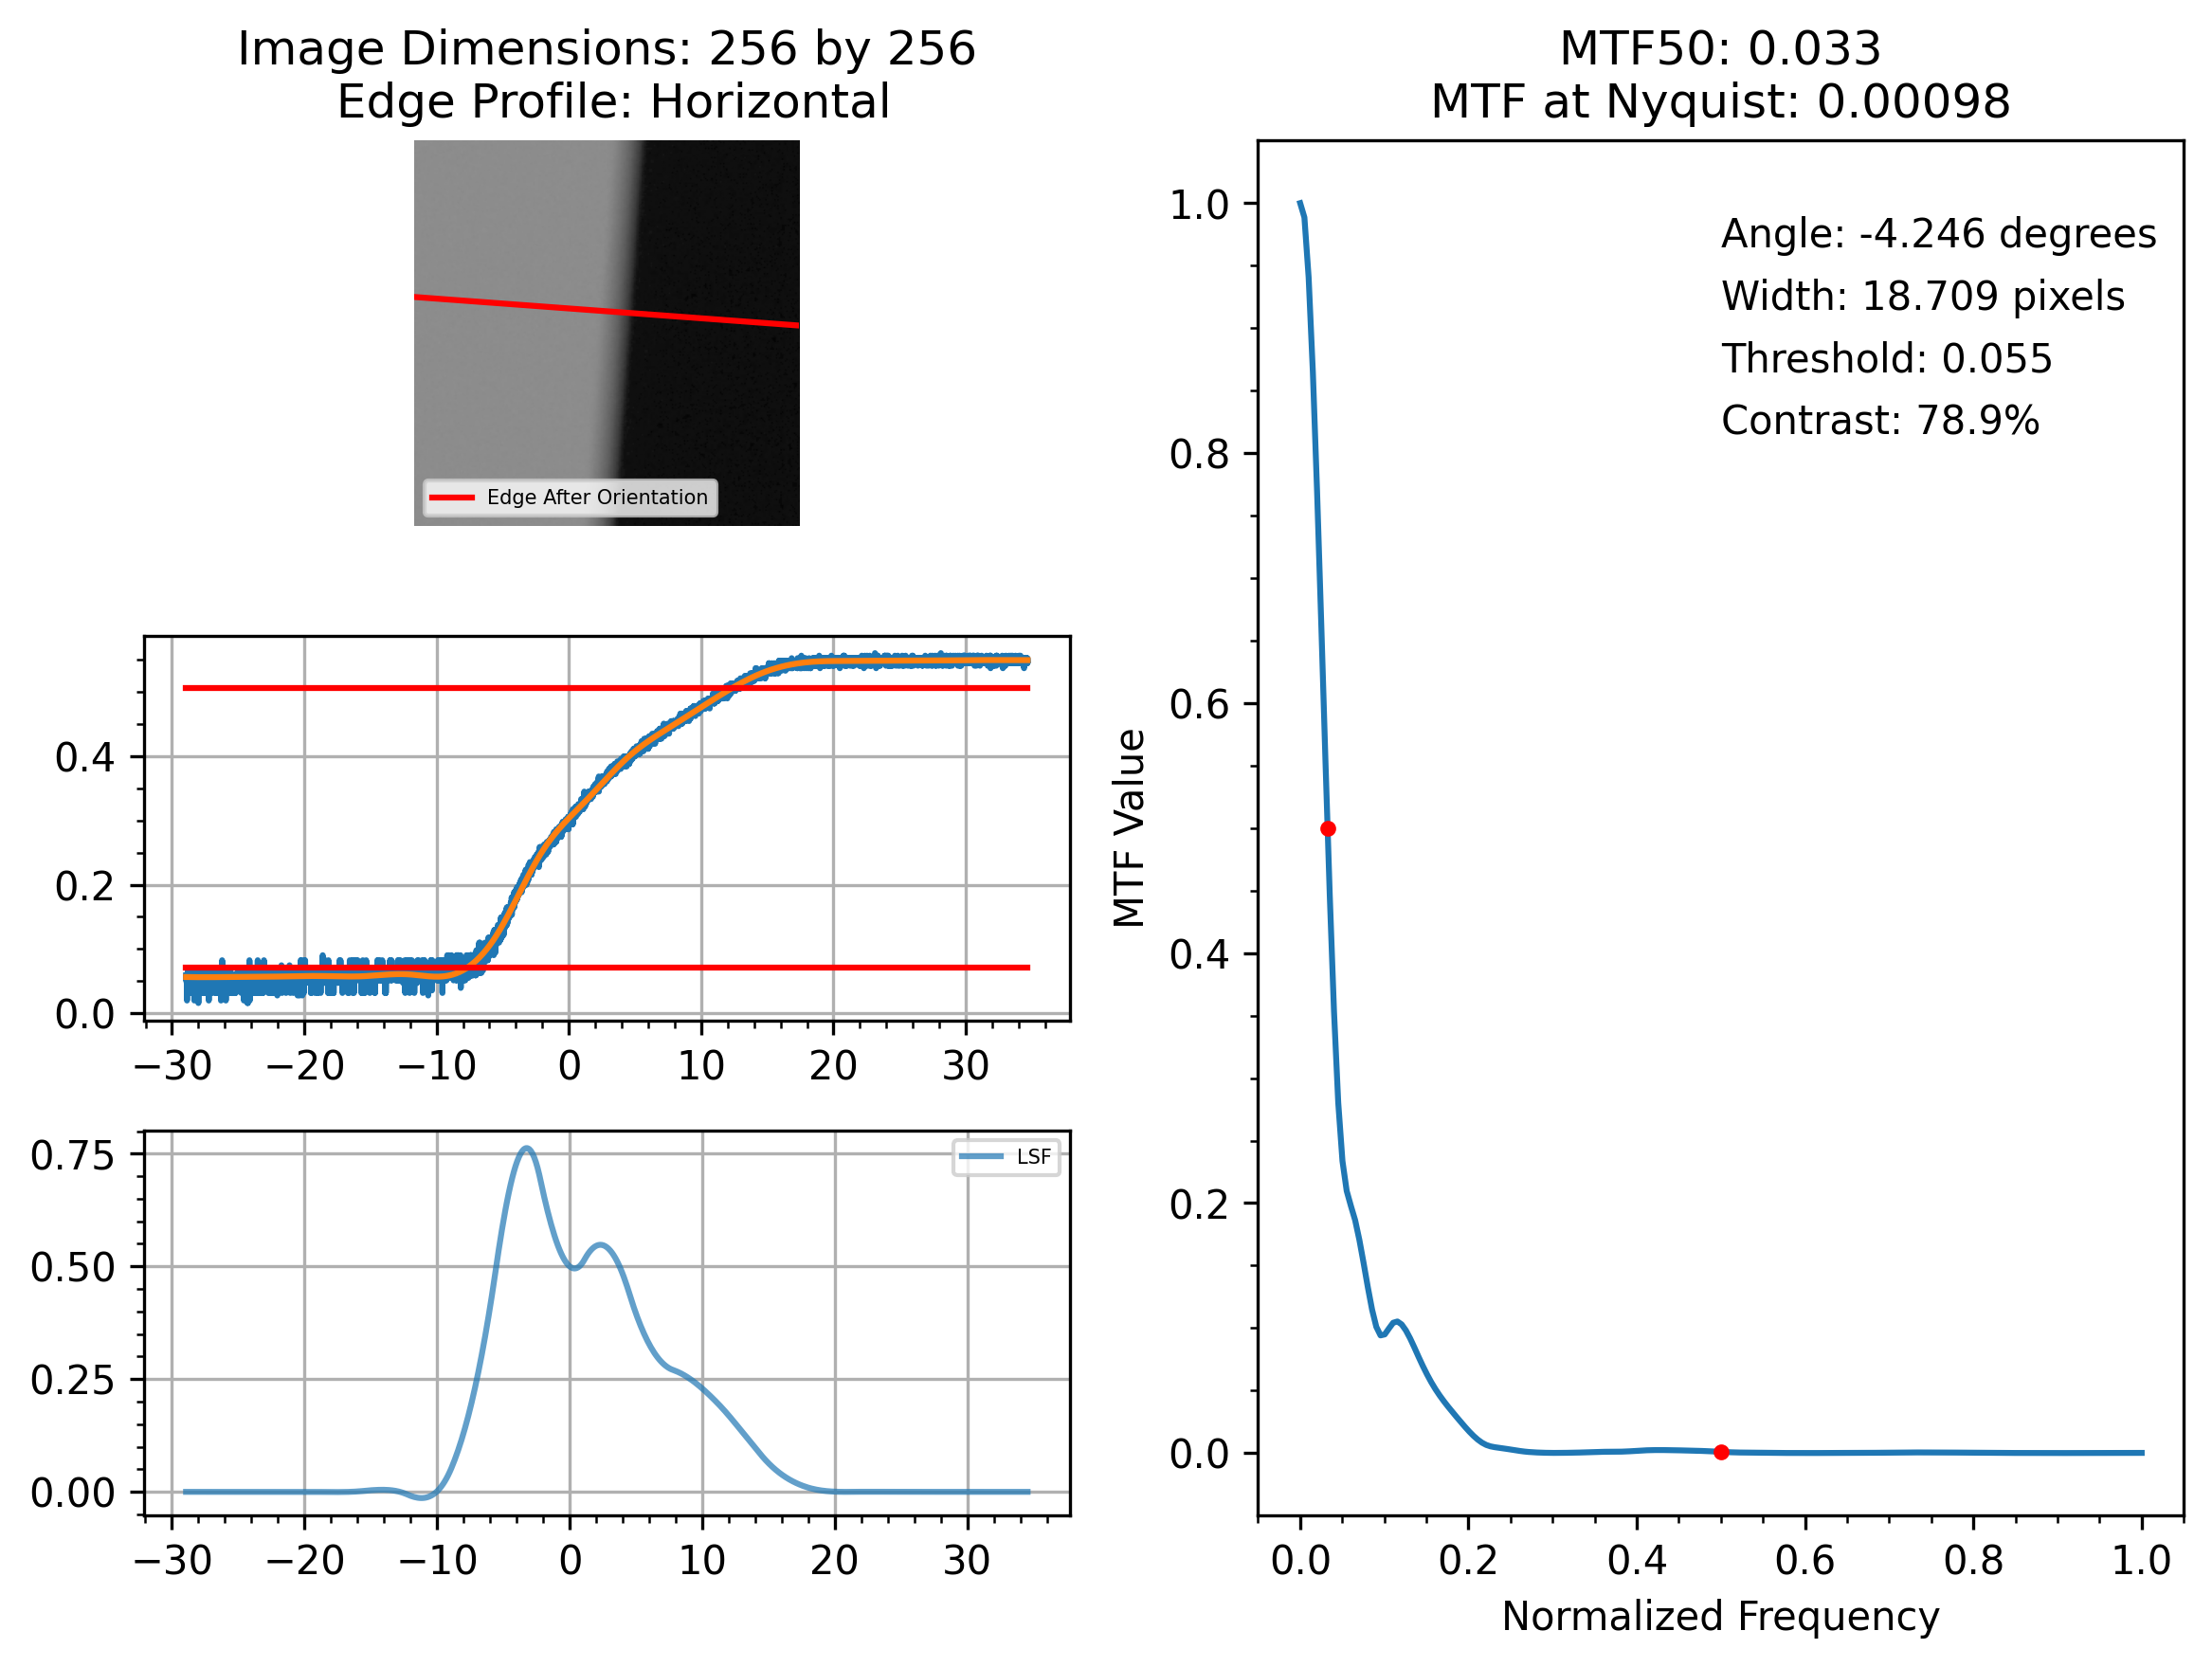 Image Dimensions: 256 by 256
Edge Profile: Horizontal
Edge After Orientation
0.4
0.2
0.0
−30 −20 −10 0 10 20 30
0.75
0.50
0.25
0.00
LSF
−30 −20 −10 0 10 20 30
MTF50: 0.033
MTF at Nyquist: 0.00098
Angle: -4.246 degrees
Width: 18.709 pixels
Threshold: 0.055
Contrast: 78.9%
MTF Value
1.0
0.8
0.6
0.4
0.2
0.0
0.0 0.2 0.4 0.6 0.8 1.0
Normalized Frequency